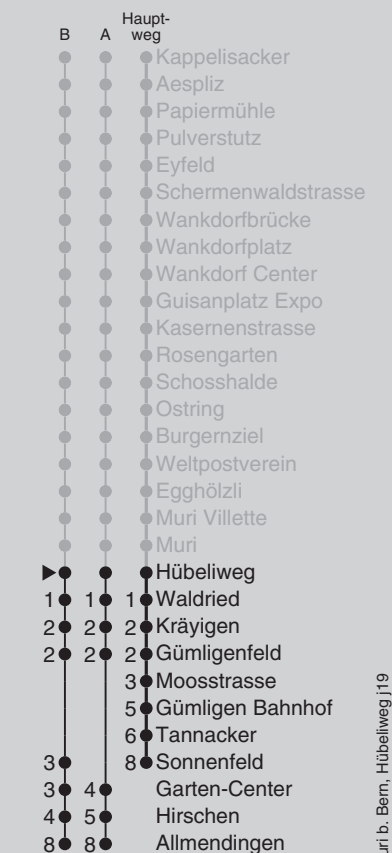 B A Haupt-
weg
Kappelisacker
Aespliz
Papiermühle
Pulverstutz
Eyfeld
Schermenwaldstrasse
Wankdorfbrücke
Wankdorfplatz
Wankdorf Center
Guisanplatz Expo
Kasernenstrasse
Rosengarten
Schosshalde
Ostring
Burgernziel
Weltpostverein
Egghölzli
Muri Villette
Muri
Hübeliweg
1 1 1 Waldried
2 2 2 Kräyigen
2 2 2 Gümligenfeld
3 Moosstrasse
5 Gümligen Bahnhof
6 Tannacker
3 8 Sonnenfeld
3 4 Garten-Center
4 5 Hirschen
8 8 Allmendingen
b. Bern, Hübeliweg j19